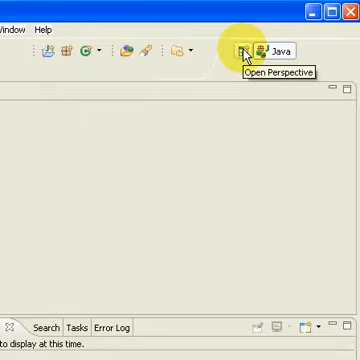 Window Help
Java
Open Perspective
Search Tasks Error Log
to display at this time.